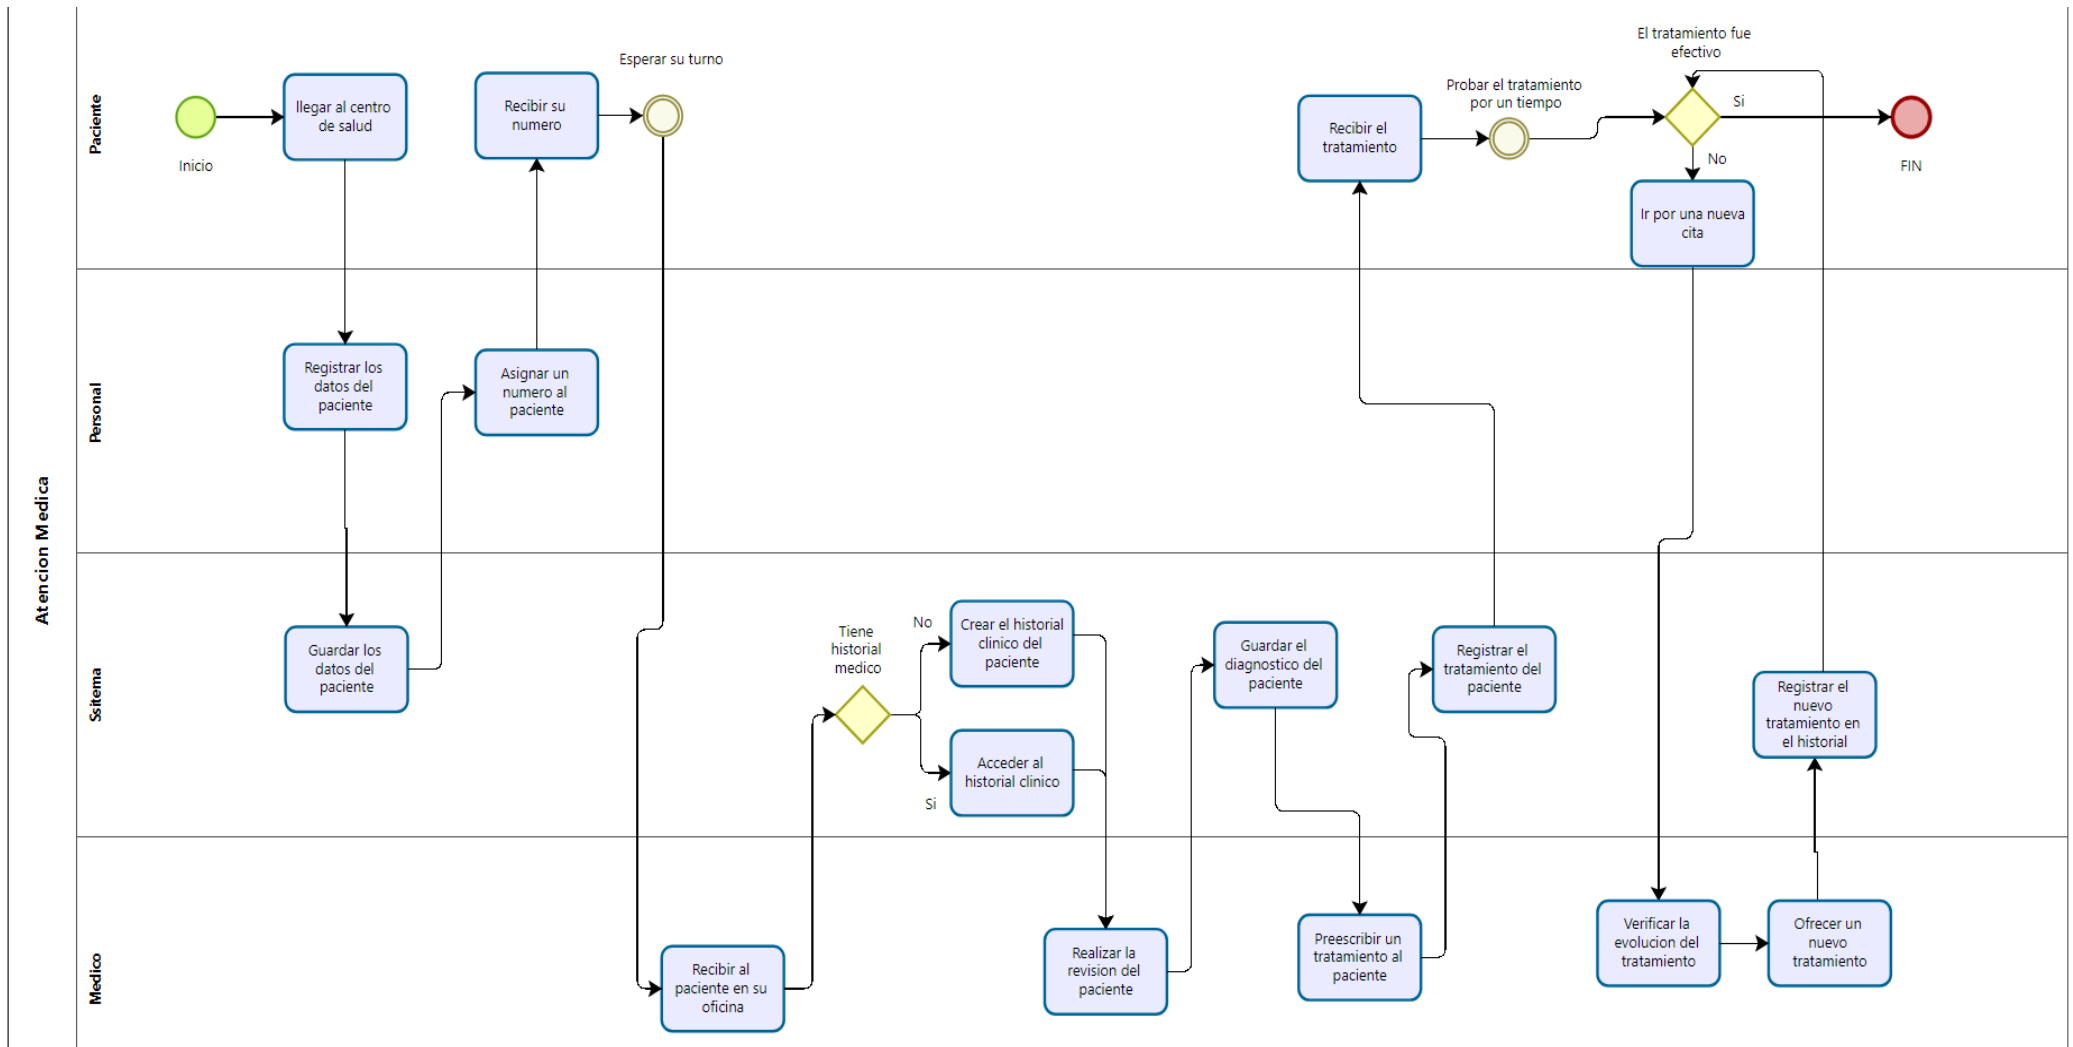 Atencion Medica
Paciente
Inicio
llegar al centro
de salud
Recibir su
numero
Esperar su turno
Recibir el
tratamiento
Probar el tratamiento
por un tiempo
El tratamiento fue
efectivo
Si
No
FIN
Ir por una nueva
cita
Personal
Registrar los
datos del
paciente
Asignar un
numero al
paciente
Ssitema
Guardar los
datos del
paciente
Tiene
historial
medico
No
Si
Crear el historial
clinico del
paciente
Acceder al
historial clinico
Guardar el
diagnostico del
paciente
Registrar el
tratamiento del
paciente
Registrar el
nuevo
tratamiento en
el historial
Medico
Recibir al
paciente en su
oficina
Realizar la
revision del
paciente
Preescribir un
tratamiento al
paciente
Verificar la
evolucion del
tratamiento
Ofrecer un
nuevo
tratamiento